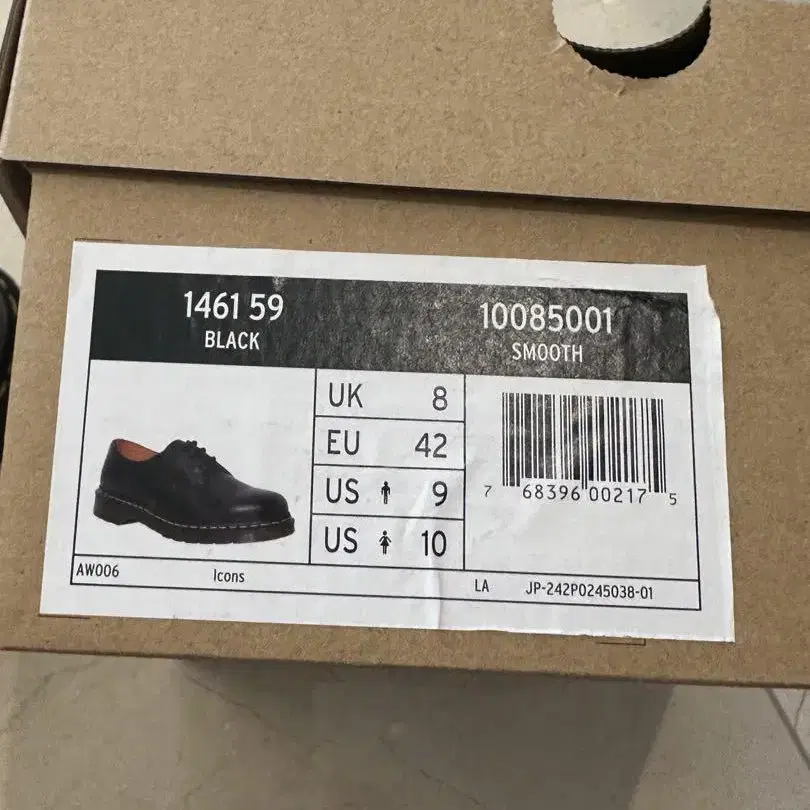 1461 59
BLACK
10085001
SMOOTH
UK 8
EU 42
US 9
US 10
7 68396 00217 5
AW006 Icons
LA JP-242P0245038-01